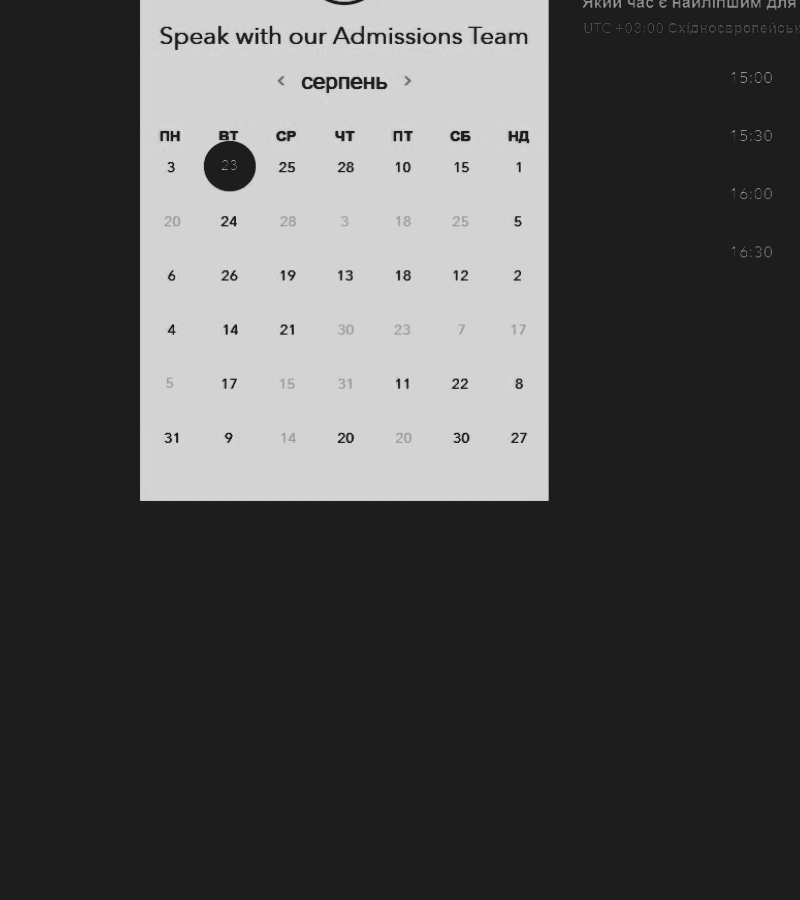 Speak with our Admissions Team
‹ серпень ›
ПН ВТ СР ЧТ ПТ СБ НД
3 23 25 28 10 15 1
20 24 28 3 18 25 5
6 26 19 13 18 12 2
4 14 21 30 23 7 17
5 17 15 31 11 22 8
31 9 14 20 20 30 27
Який час є найліпшим для
UTC +03:00
15:00
15:30
16:00
16:30